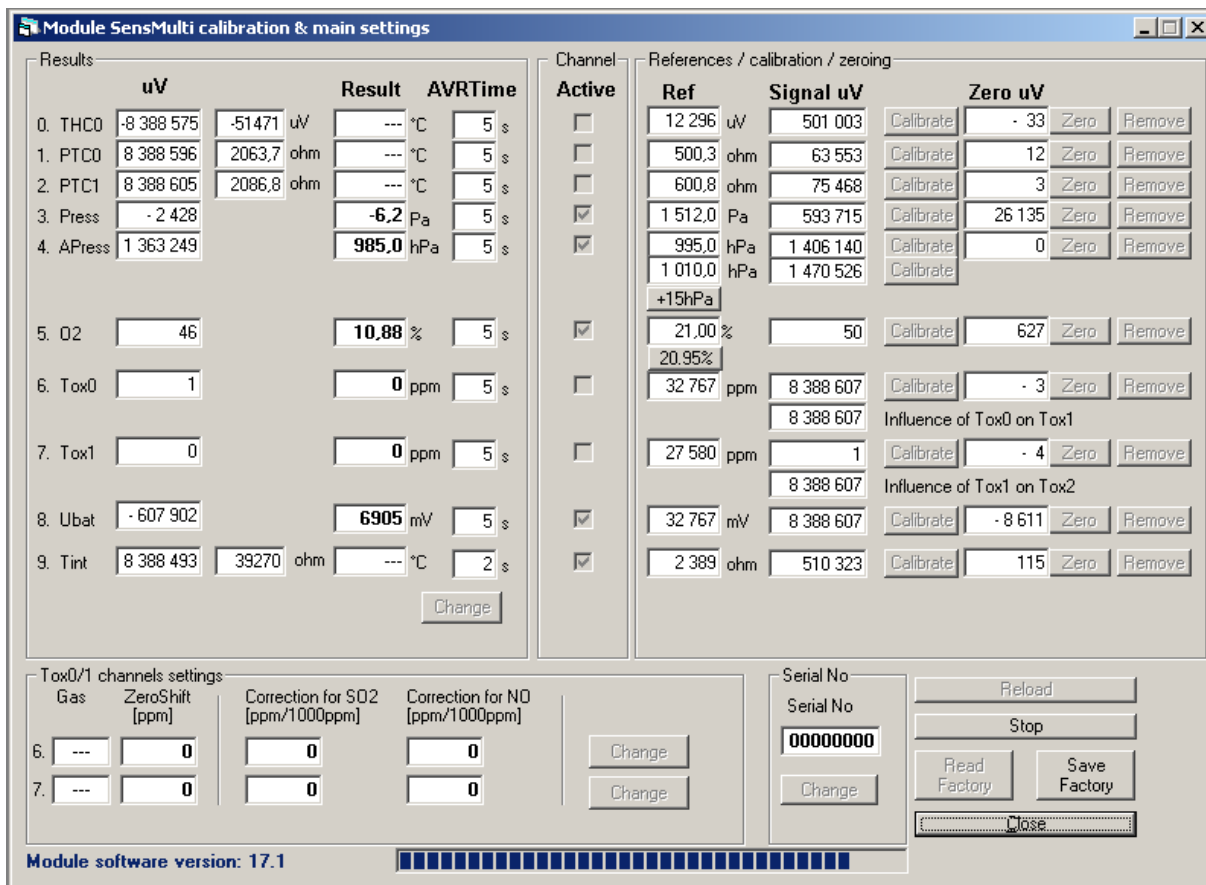 Module SensMulti calibration & main settings
Results Channel References / calibration / zeroing
uV Result AVRTime Active Ref Signal uV Zero uV
0. THC0 -8 388 575 -51471 uV --- °C 5 s 12 296 uV 501 003 Calibrate - 33 Zero Remove
1. PTC0 8 388 596 2063,7 ohm --- °C 5 s 500,3 ohm 63 553 Calibrate 12 Zero Remove
2. PTC1 8 388 605 2086,8 ohm --- °C 5 s 600,8 ohm 75 468 Calibrate 3 Zero Remove
3. Press - 2 428 -6,2 Pa 5 s 1 512,0 Pa 593 715 Calibrate 26 135 Zero Remove
4. APress 1 363 249 985,0 hPa 5 s 995,0 hPa 1 406 140 Calibrate 0 Zero Remove
1 010,0 hPa 1 470 526 Calibrate
+15hPa
5. O2 46 10,88 % 5 s 21,00 % 50 Calibrate 627 Zero Remove
20.95%
6. Tox0 1 0 ppm 5 s 32 767 ppm 8 388 607 Calibrate - 3 Zero Remove
8 388 607 Influence of Tox0 on Tox1
7. Tox1 0 0 ppm 5 s 27 580 ppm 1 Calibrate - 4 Zero Remove
8 388 607 Influence of Tox1 on Tox2
8. Ubat - 607 902 6905 mV 5 s 32 767 mV 8 388 607 Calibrate - 8 611 Zero Remove
9. Tint 8 388 493 39270 ohm --- °C 2 s 2 389 ohm 510 323 Calibrate 115 Zero Remove
Change
Tox0/1 channels settings
Gas ZeroShift Correction for SO2 Correction for NO
[ppm] [ppm/1000ppm] [ppm/1000ppm]
6. --- 0 0 0 Change
7. --- 0 0 0 Change
Serial No
Serial No
00000000
Change
Reload
Stop
Read Factory
Save Factory
Close
Module software version: 17.1